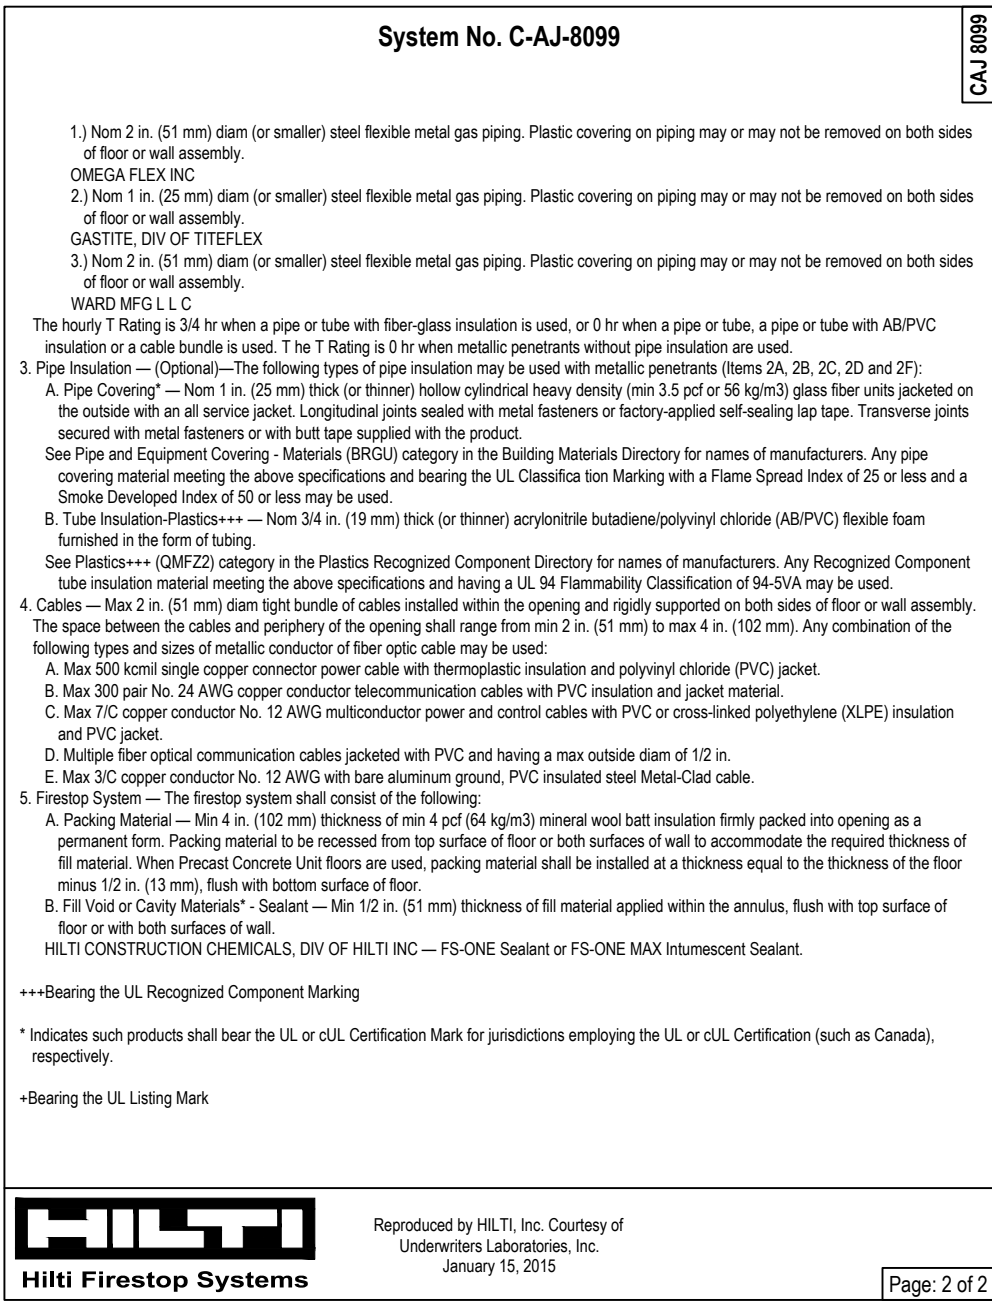 System No. C-AJ-8099
CAJ 8099
1.) Nom 2 in. (51 mm) diam (or smaller) steel flexible metal gas piping. Plastic covering on piping may or may not be removed on both sides
of floor or wall assembly.
OMEGA FLEX INC
2.) Nom 1 in. (25 mm) diam (or smaller) steel flexible metal gas piping. Plastic covering on piping may or may not be removed on both sides
of floor or wall assembly.
GASTITE, DIV OF TITEFLEX
3.) Nom 2 in. (51 mm) diam (or smaller) steel flexible metal gas piping. Plastic covering on piping may or may not be removed on both sides
of floor or wall assembly.
WARD MFG L L C
The hourly T Rating is 3/4 hr when a pipe or tube with fiber-glass insulation is used, or 0 hr when a pipe or tube, a pipe or tube with AB/PVC
insulation or a cable bundle is used. T he T Rating is 0 hr when metallic penetrants without pipe insulation are used.
3. Pipe Insulation — (Optional)—The following types of pipe insulation may be used with metallic penetrants (Items 2A, 2B, 2C, 2D and 2F):
A. Pipe Covering* — Nom 1 in. (25 mm) thick (or thinner) hollow cylindrical heavy density (min 3.5 pcf or 56 kg/m3) glass fiber units jacketed on
the outside with an all service jacket. Longitudinal joints sealed with metal fasteners or factory-applied self-sealing lap tape. Transverse joints
secured with metal fasteners or with butt tape supplied with the product.
See Pipe and Equipment Covering - Materials (BRGU) category in the Building Materials Directory for names of manufacturers. Any pipe
covering material meeting the above specifications and bearing the UL Classifica tion Marking with a Flame Spread Index of 25 or less and a
Smoke Developed Index of 50 or less may be used.
B. Tube Insulation-Plastics+++ — Nom 3/4 in. (19 mm) thick (or thinner) acrylonitrile butadiene/polyvinyl chloride (AB/PVC) flexible foam
furnished in the form of tubing.
See Plastics+++ (QMFZ2) category in the Plastics Recognized Component Directory for names of manufacturers. Any Recognized Component
tube insulation material meeting the above specifications and having a UL 94 Flammability Classification of 94-5VA may be used.
4. Cables — Max 2 in. (51 mm) diam tight bundle of cables installed within the opening and rigidly supported on both sides of floor or wall assembly.
The space between the cables and periphery of the opening shall range from min 2 in. (51 mm) to max 4 in. (102 mm). Any combination of the
following types and sizes of metallic conductor of fiber optic cable may be used:
A. Max 500 kcmil single copper connector power cable with thermoplastic insulation and polyvinyl chloride (PVC) jacket.
B. Max 300 pair No. 24 AWG copper conductor telecommunication cables with PVC insulation and jacket material.
C. Max 7/C copper conductor No. 12 AWG multiconductor power and control cables with PVC or cross-linked polyethylene (XLPE) insulation
and PVC jacket.
D. Multiple fiber optical communication cables jacketed with PVC and having a max outside diam of 1/2 in.
E. Max 3/C copper conductor No. 12 AWG with bare aluminum ground, PVC insulated steel Metal-Clad cable.
5. Firestop System — The firestop system shall consist of the following:
A. Packing Material — Min 4 in. (102 mm) thickness of min 4 pcf (64 kg/m3) mineral wool batt insulation firmly packed into opening as a
permanent form. Packing material to be recessed from top surface of floor or both surfaces of wall to accommodate the required thickness of
fill material. When Precast Concrete Unit floors are used, packing material shall be installed at a thickness equal to the thickness of the floor
minus 1/2 in. (13 mm), flush with bottom surface of floor.
B. Fill Void or Cavity Materials* - Sealant — Min 1/2 in. (51 mm) thickness of fill material applied within the annulus, flush with top surface of
floor or with both surfaces of wall.
HILTI CONSTRUCTION CHEMICALS, DIV OF HILTI INC — FS-ONE Sealant or FS-ONE MAX Intumescent Sealant.
+++Bearing the UL Recognized Component Marking
* Indicates such products shall bear the UL or cUL Certification Mark for jurisdictions employing the UL or cUL Certification (such as Canada),
respectively.
+Bearing the UL Listing Mark
HILTI
Hilti Firestop Systems
Reproduced by HILTI, Inc. Courtesy of
Underwriters Laboratories, Inc.
January 15, 2015
Page: 2 of 2